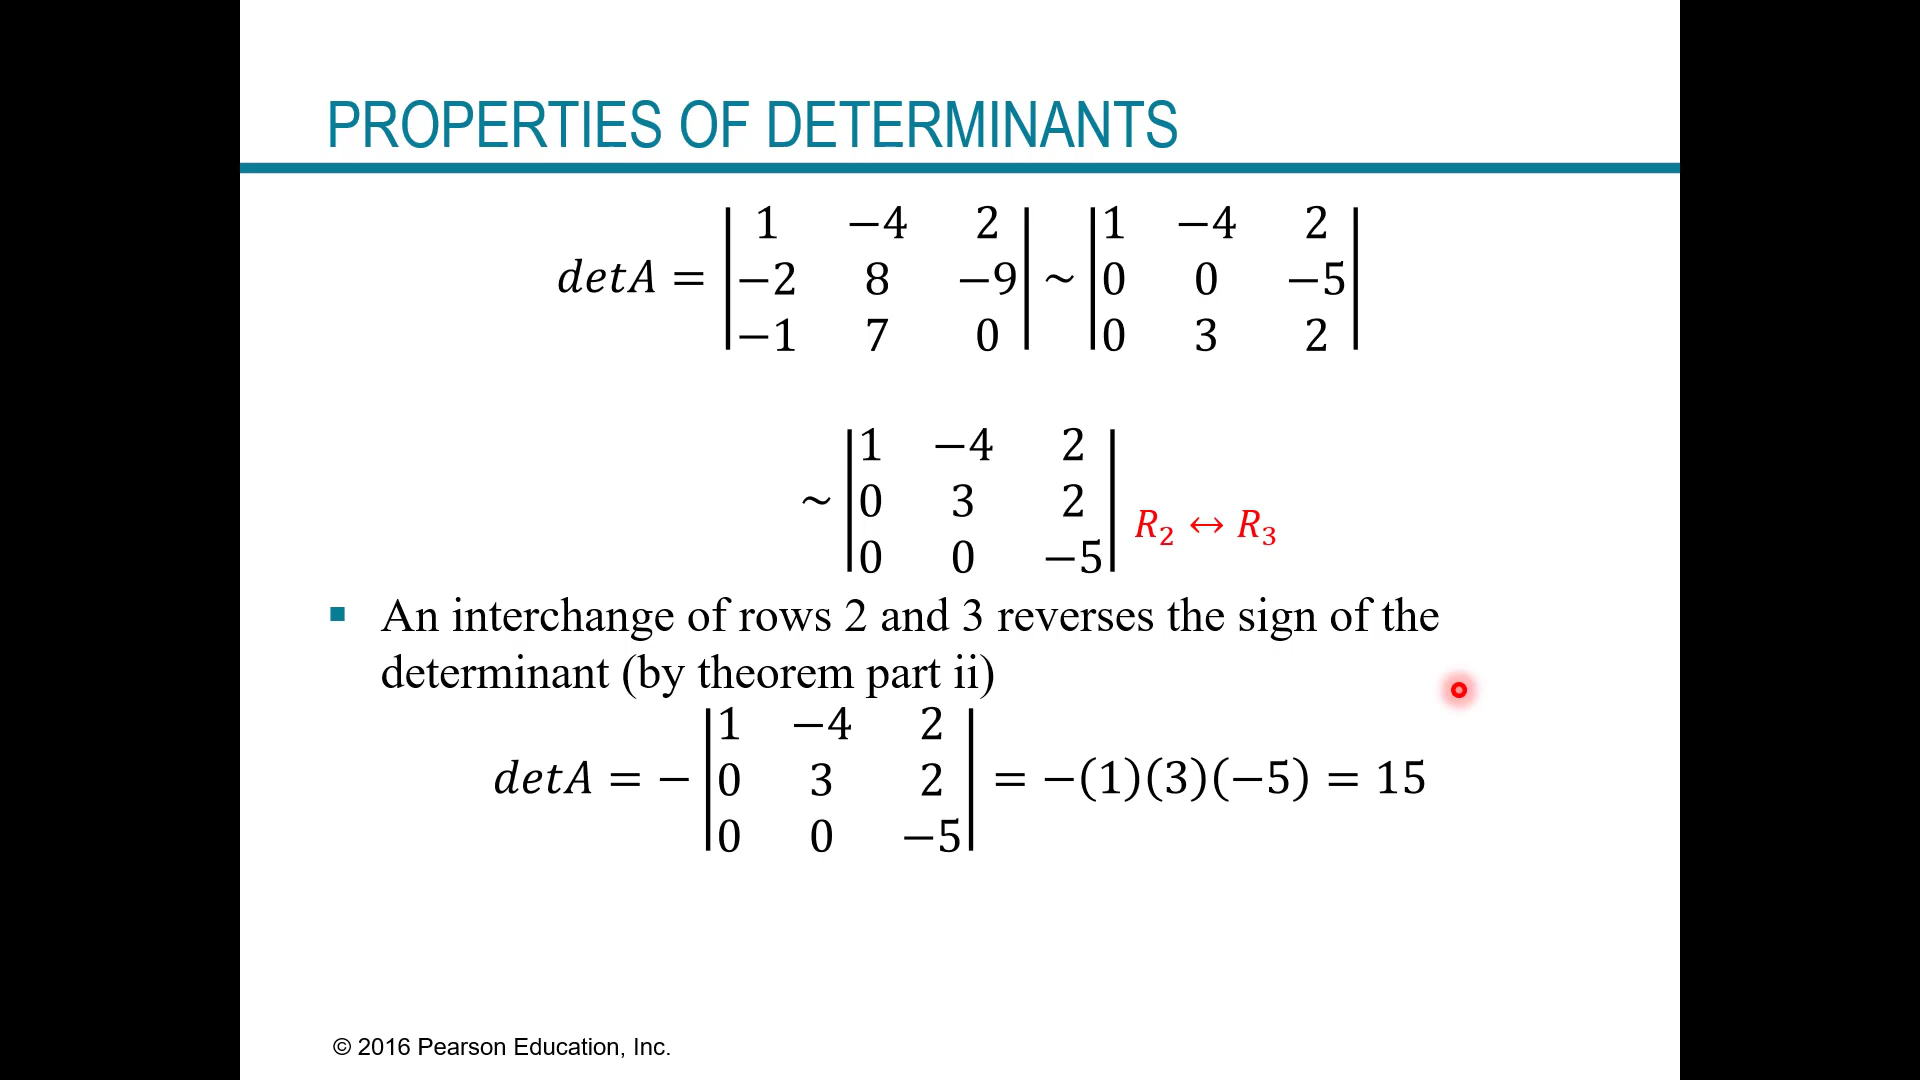 PROPERTIES OF DETERMINANTS
detA = |1 −4 2| ~ |1 −4 2|
|−2 8 −9| |0 0 −5|
|−1 7 0| |0 3 2|
~ |1 −4 2|
|0 3 2| R₂ ↔ R₃
|0 0 −5|
▪ An interchange of rows 2 and 3 reverses the sign of the
determinant (by theorem part ii)
detA = − |1 −4 2|
|0 3 2| = −(1)(3)(−5) = 15
|0 0 −5|
© 2016 Pearson Education, Inc.